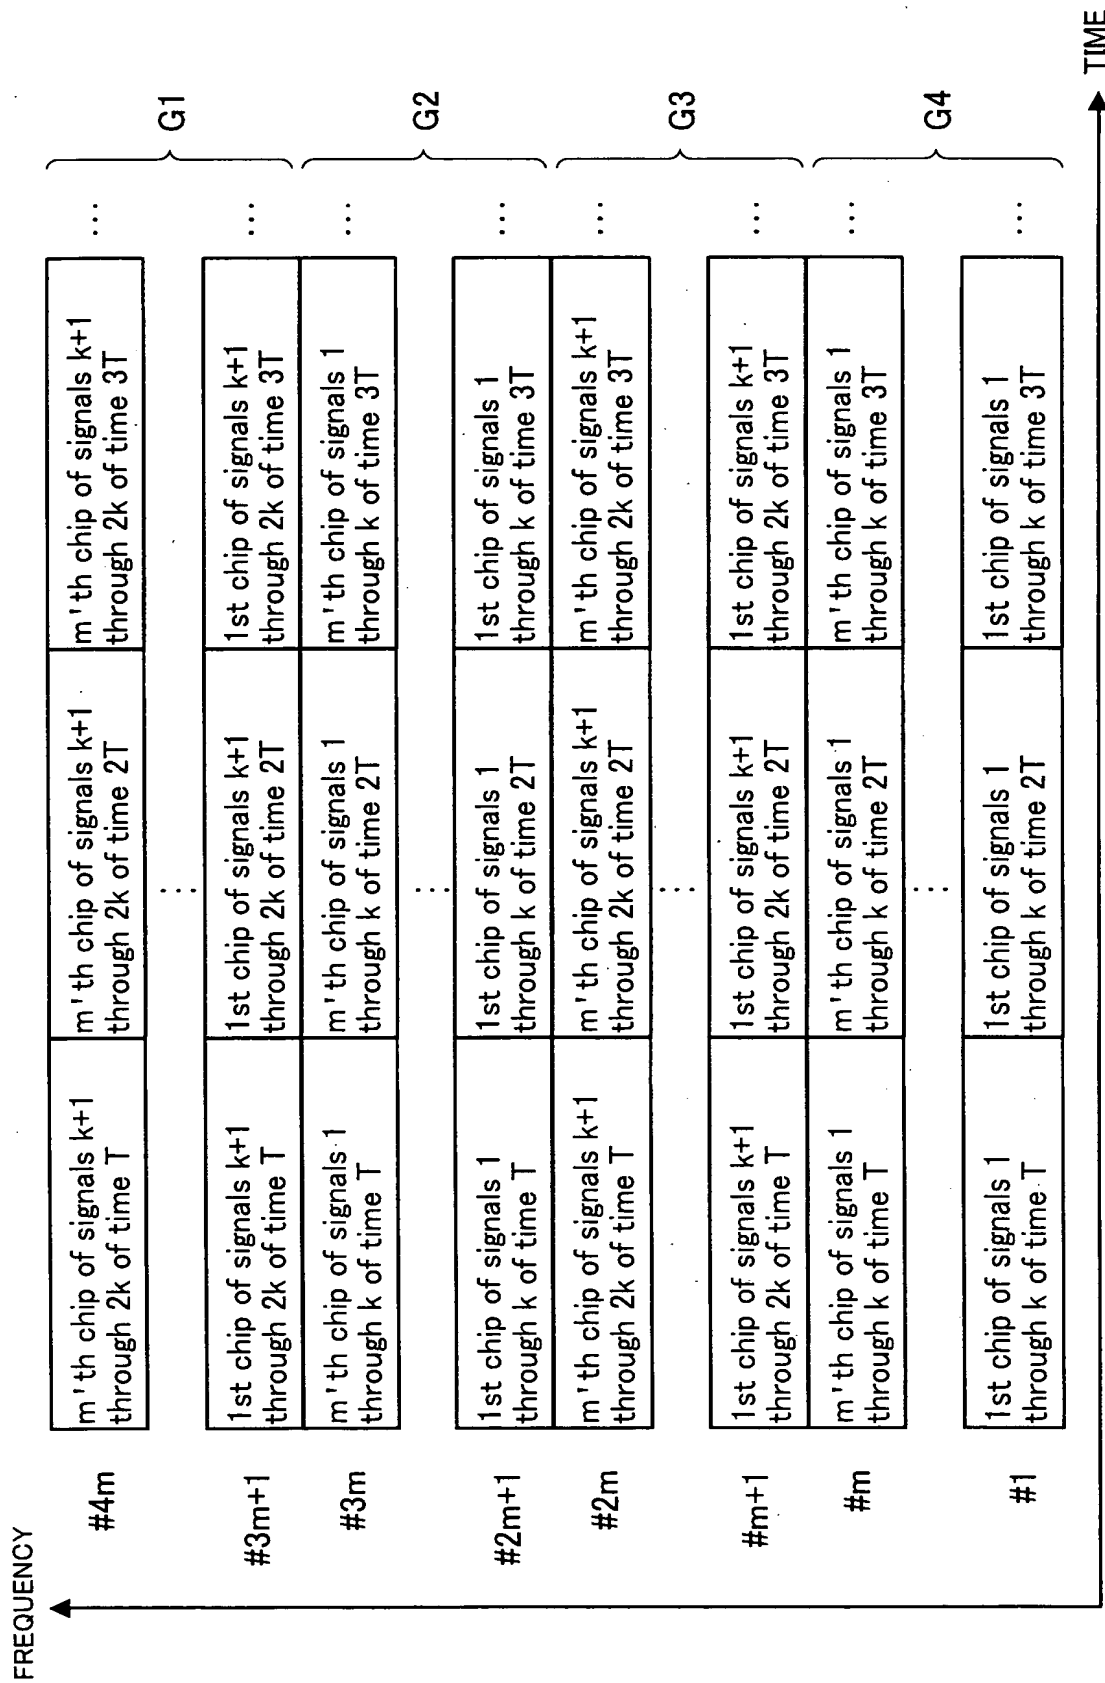 FREQUENCY
#4m
m'th chip of signals k+1
through 2k of time T
m'th chip of signals k+1
through 2k of time 2T
m'th chip of signals k+1
through 2k of time 3T
...
G1
...
#3m+1
1st chip of signals k+1
through 2k of time T
1st chip of signals k+1
through 2k of time 2T
1st chip of signals k+1
through 2k of time 3T
...
#3m
m'th chip of signals 1
through k of time T
m'th chip of signals 1
through k of time 2T
m'th chip of signals 1
through k of time 3T
...
G2
...
#2m+1
1st chip of signals 1
through k of time T
1st chip of signals 1
through k of time 2T
1st chip of signals 1
through k of time 3T
...
#2m
m'th chip of signals k+1
through 2k of time T
m'th chip of signals k+1
through 2k of time 2T
m'th chip of signals k+1
through 2k of time 3T
...
G3
...
#m+1
1st chip of signals k+1
through 2k of time T
1st chip of signals k+1
through 2k of time 2T
1st chip of signals k+1
through 2k of time 3T
...
#m
m'th chip of signals 1
through k of time T
m'th chip of signals 1
through k of time 2T
m'th chip of signals 1
through k of time 3T
...
G4
...
#1
1st chip of signals 1
through k of time T
1st chip of signals 1
through k of time 2T
1st chip of signals 1
through k of time 3T
...
TIME